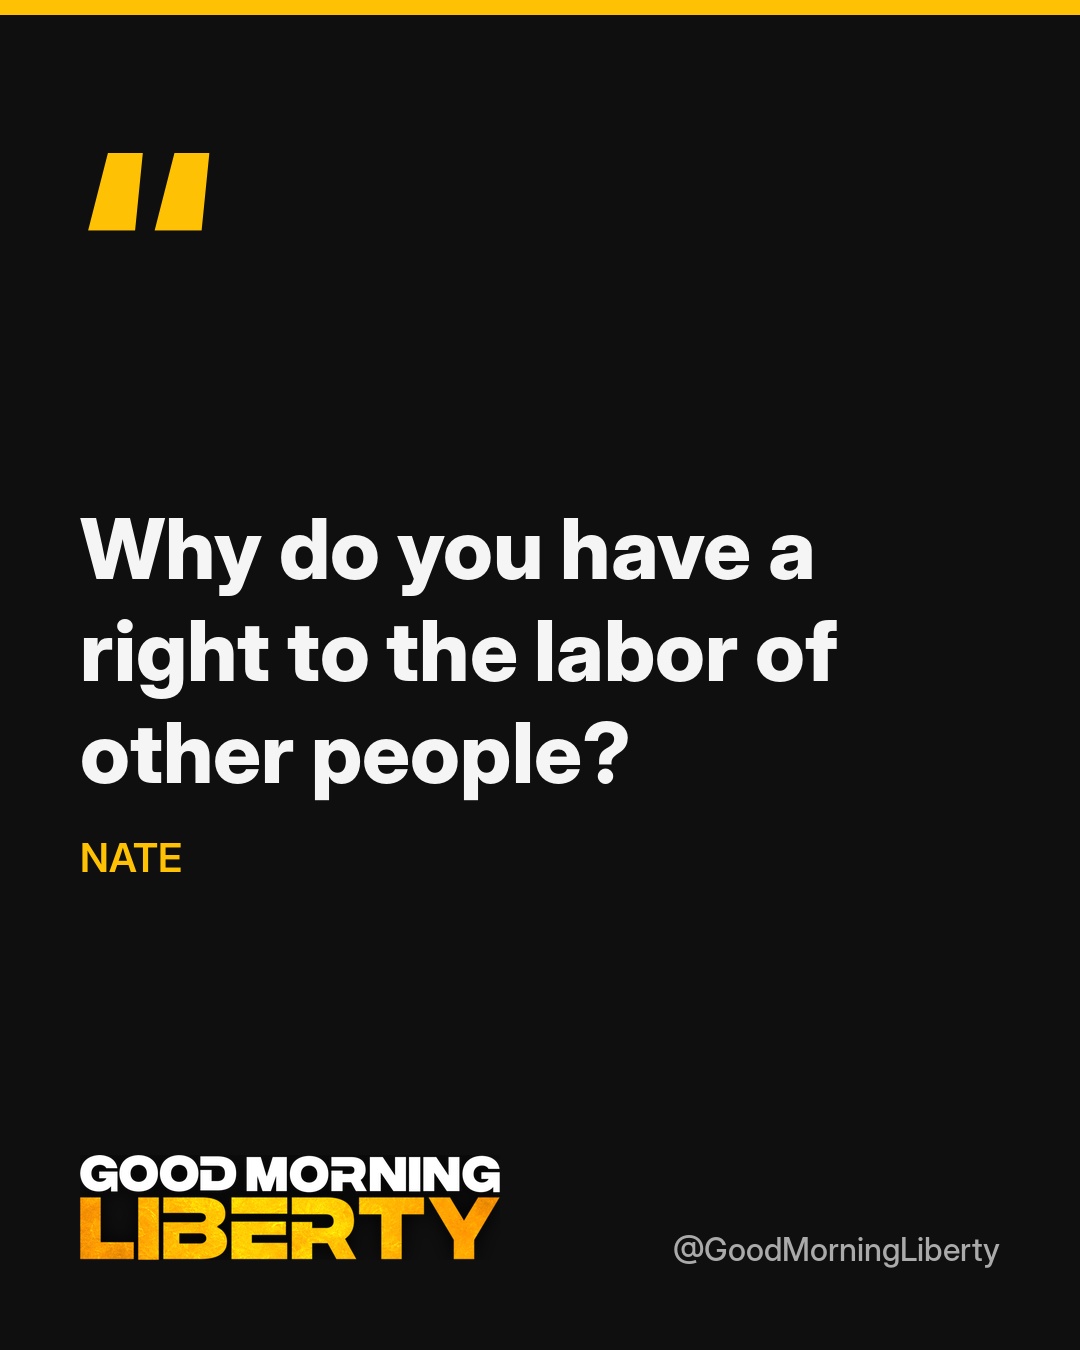 "
Why do you have a
right to the labor of
other people?
NATE
GOOD MORNING
LIBERTY
@GoodMorningLiberty